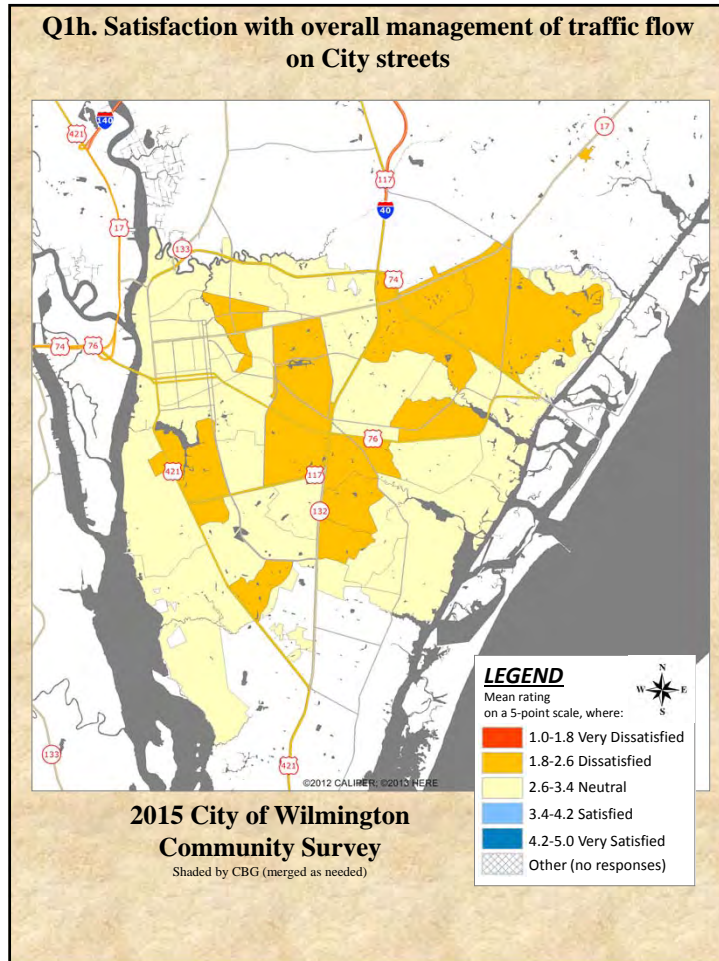 Q1h. Satisfaction with overall management of traffic flow
on City streets
140
421
17
117
40
17
133
74
74
76
76
421
117
132
133
421
©2012 CALIPER; ©2013 HERE
LEGEND
Mean rating
on a 5-point scale, where:
N
W E
S
1.0-1.8 Very Dissatisfied
1.8-2.6 Dissatisfied
2.6-3.4 Neutral
3.4-4.2 Satisfied
4.2-5.0 Very Satisfied
Other (no responses)
2015 City of Wilmington
Community Survey
Shaded by CBG (merged as needed)